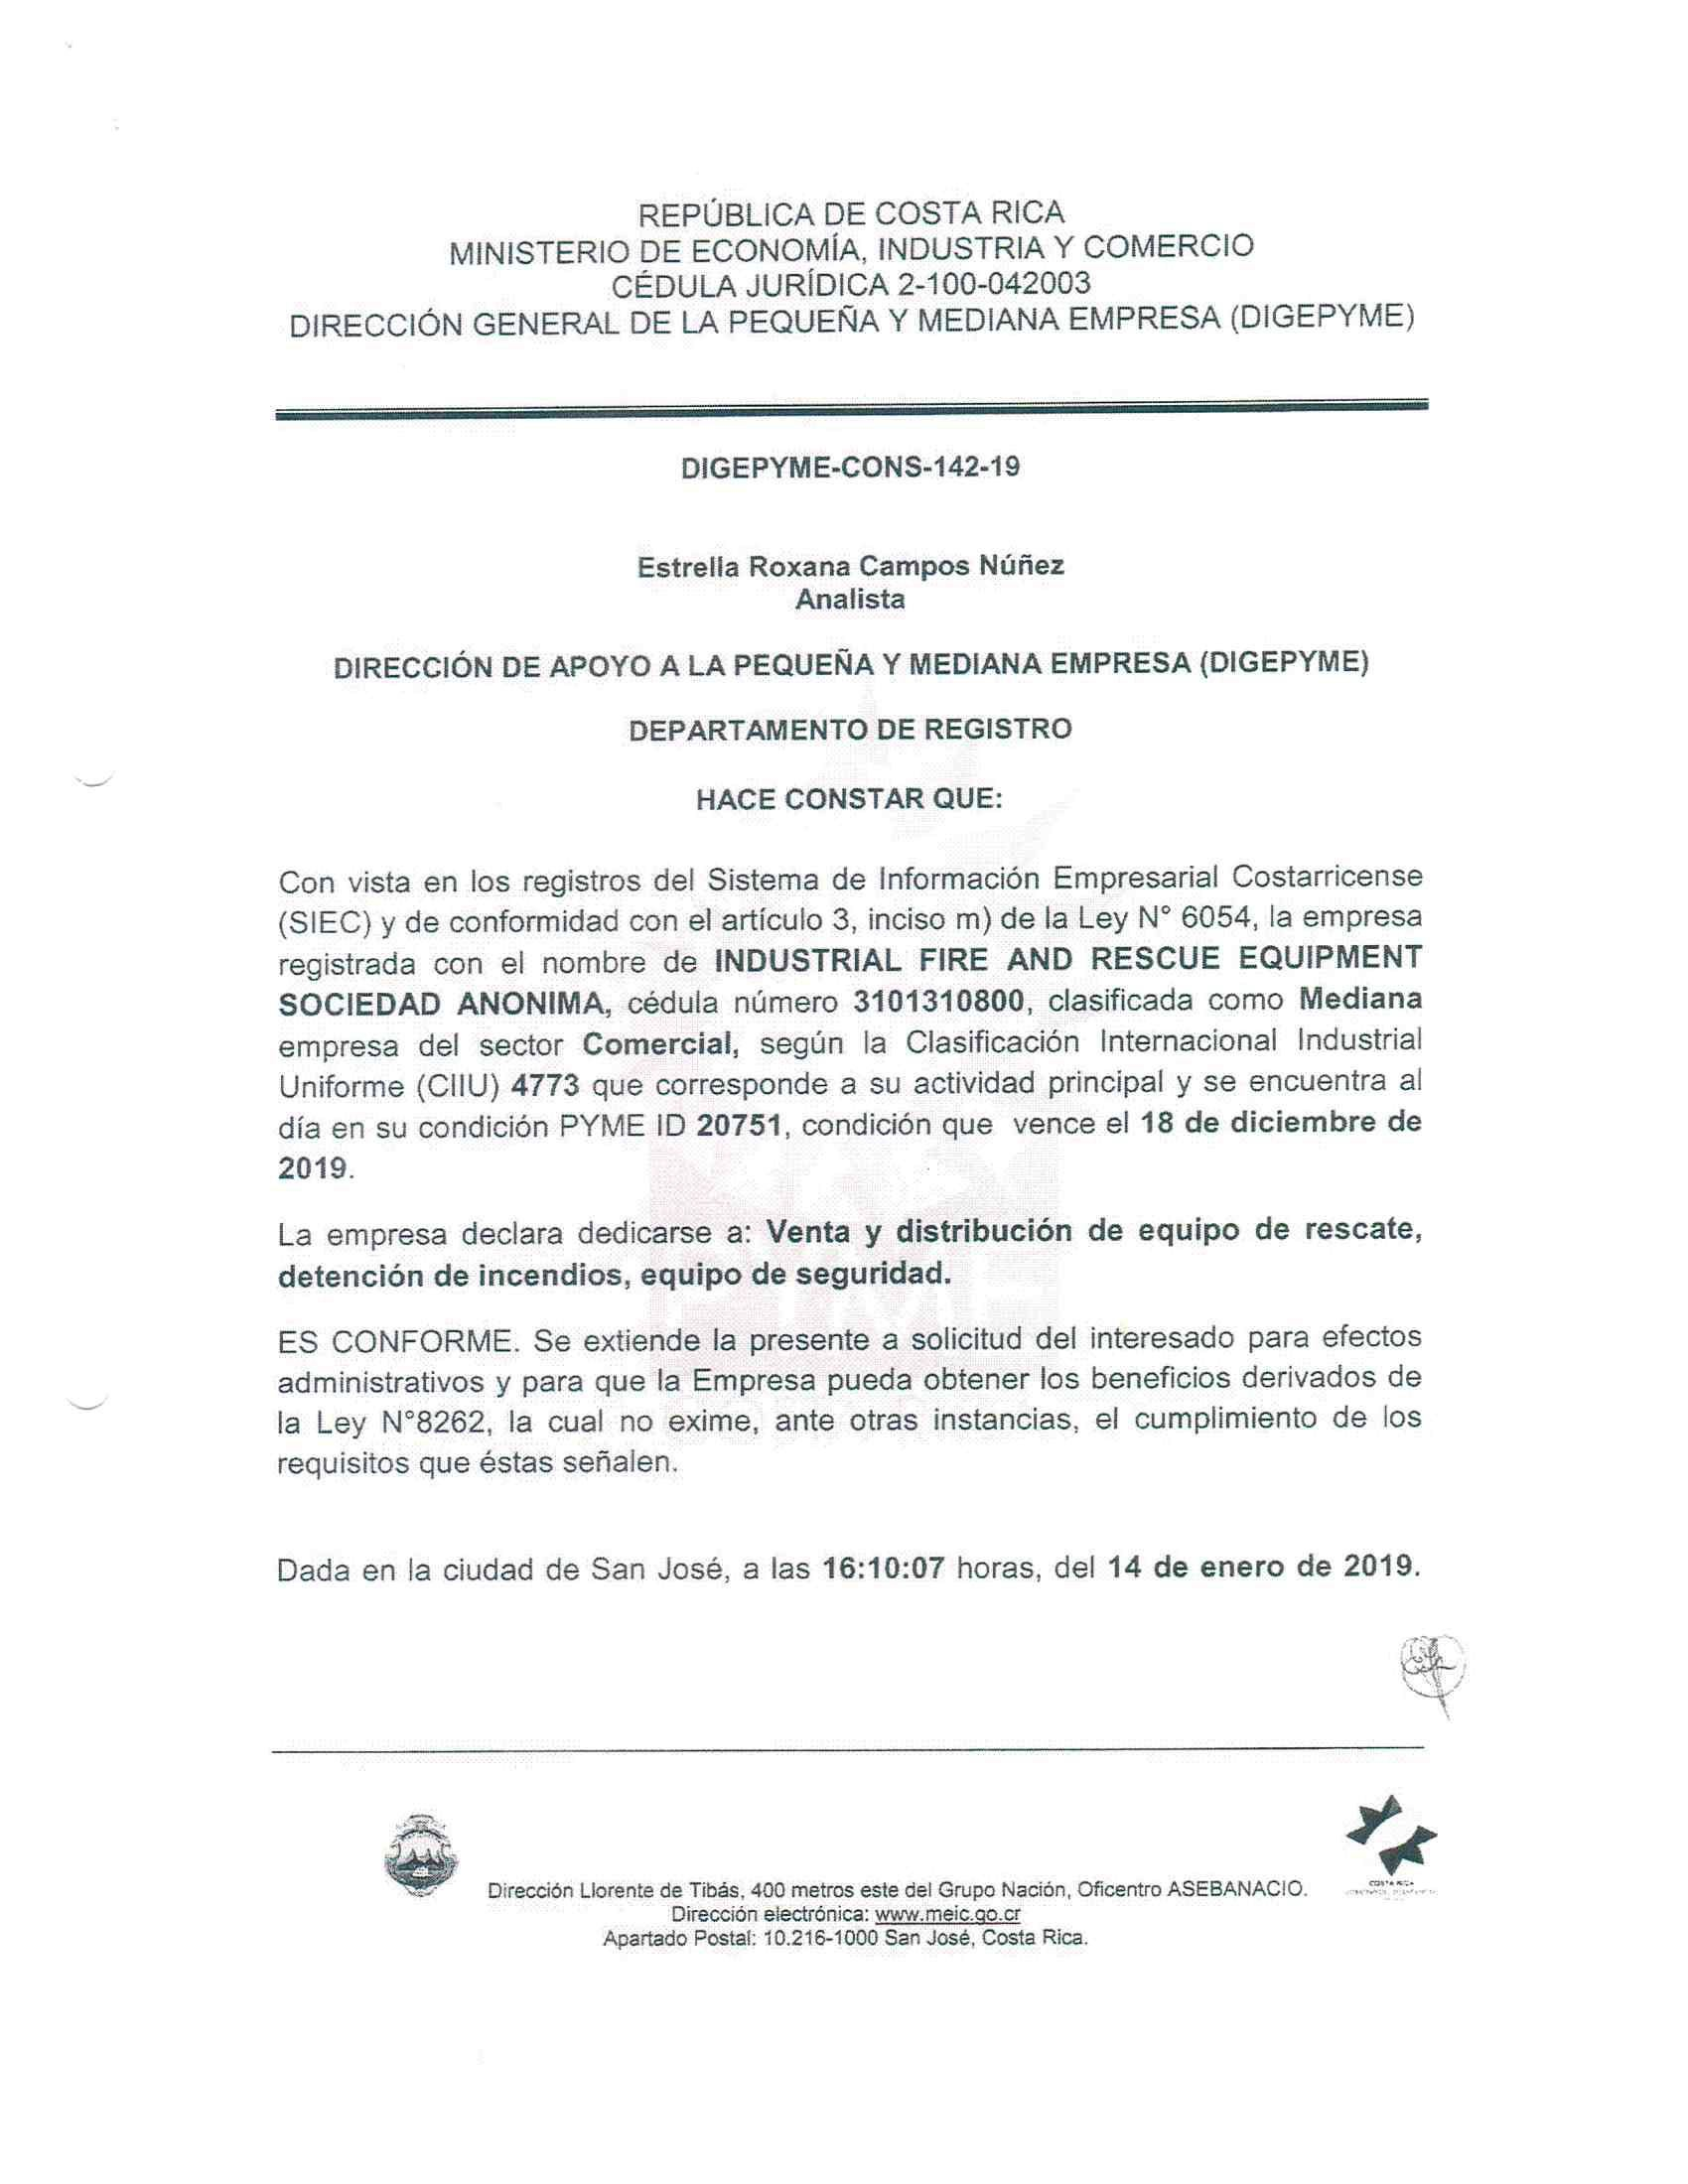 REPÚBLICA DE COSTA RICA
MINISTERIO DE ECONOMÍA, INDUSTRIA Y COMERCIO
CÉDULA JURÍDICA 2-100-042003
DIRECCIÓN GENERAL DE LA PEQUEÑA Y MEDIANA EMPRESA (DIGEPYME)
DIGEPYME-CONS-142-19
Estrella Roxana Campos Núñez
Analista
DIRECCIÓN DE APOYO A LA PEQUEÑA Y MEDIANA EMPRESA (DIGEPYME)
DEPARTAMENTO DE REGISTRO
HACE CONSTAR QUE:
Con vista en los registros del Sistema de Información Empresarial Costarricense
(SIEC) y de conformidad con el artículo 3, inciso m) de la Ley N° 6054, la empresa
registrada con el nombre de INDUSTRIAL FIRE AND RESCUE EQUIPMENT
SOCIEDAD ANONIMA, cédula número 3101310800, clasificada como Mediana
empresa del sector Comercial, según la Clasificación Internacional Industrial
Uniforme (CIIU) 4773 que corresponde a su actividad principal y se encuentra al
día en su condición PYME ID 20751, condición que vence el 18 de diciembre de
2019.
La empresa declara dedicarse a: Venta y distribución de equipo de rescate,
detención de incendios, equipo de seguridad.
ES CONFORME. Se extiende la presente a solicitud del interesado para efectos
administrativos y para que la Empresa pueda obtener los beneficios derivados de
la Ley N°8262, la cual no exime, ante otras instancias, el cumplimiento de los
requisitos que éstas señalen.
Dada en la ciudad de San José, a las 16:10:07 horas, del 14 de enero de 2019.
Dirección Llorente de Tibás, 400 metros este del Grupo Nación, Oficentro ASEBANACIO.
Dirección electrónica: www.meic.go.cr
Apartado Postal: 10.216-1000 San José, Costa Rica.
COSTA RICA